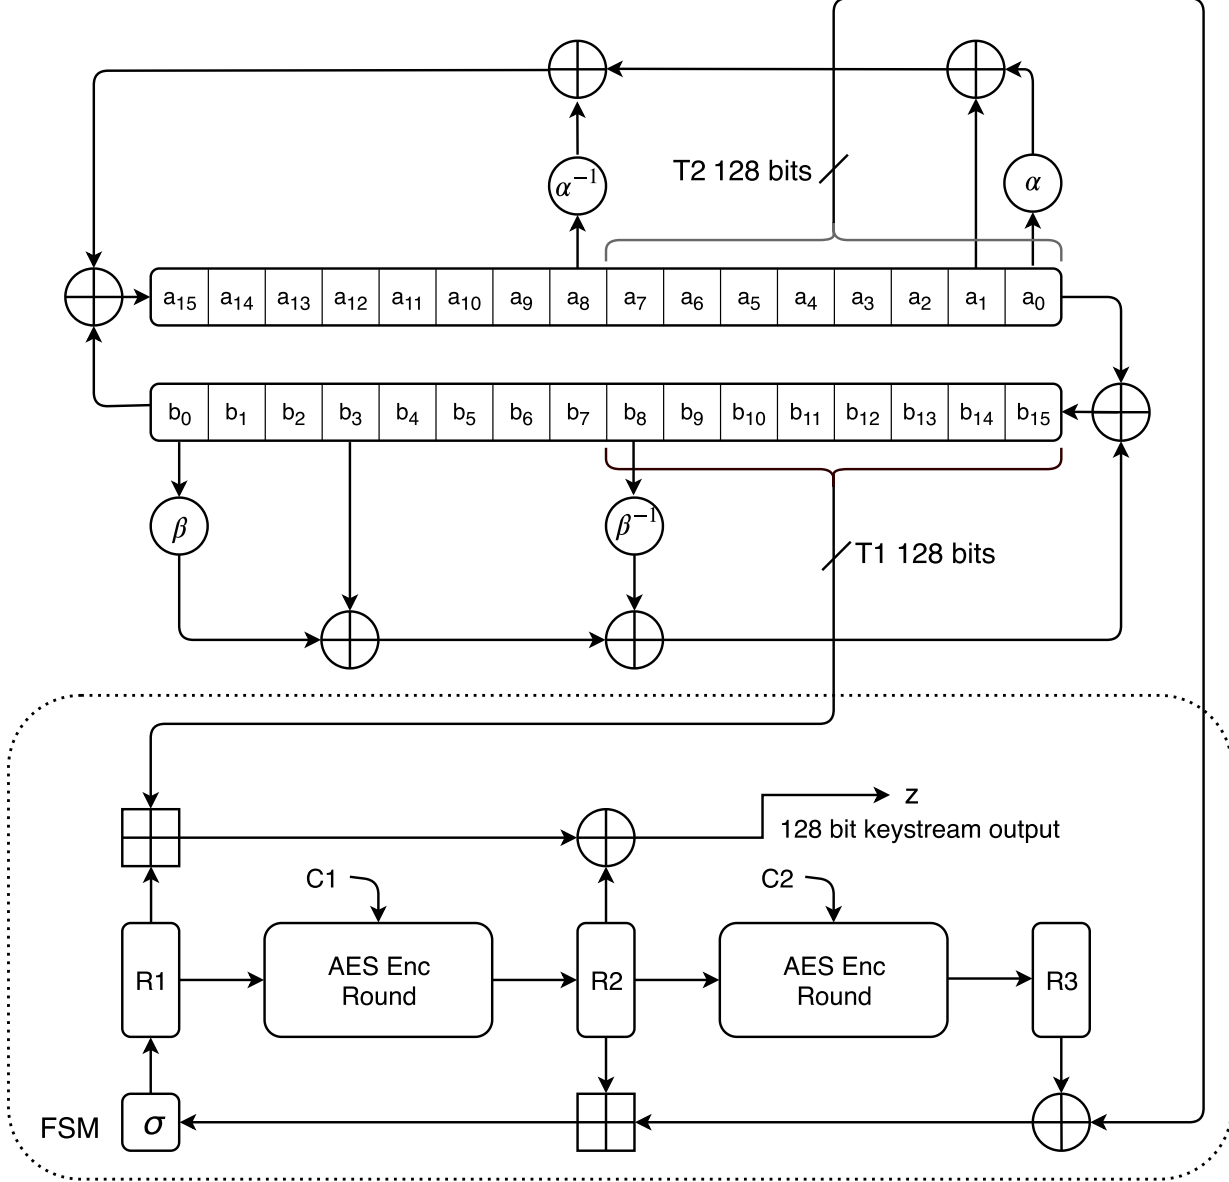 T2 128 bits
α⁻¹
α
a₁₅ a₁₄ a₁₃ a₁₂ a₁₁ a₁₀ a₉ a₈ a₇ a₆ a₅ a₄ a₃ a₂ a₁ a₀
b₀ b₁ b₂ b₃ b₄ b₅ b₆ b₇ b₈ b₉ b₁₀ b₁₁ b₁₂ b₁₃ b₁₄ b₁₅
β
β⁻¹
T1 128 bits
z
128 bit keystream output
C1
C2
R1
AES Enc
Round
R2
AES Enc
Round
R3
FSM
σ